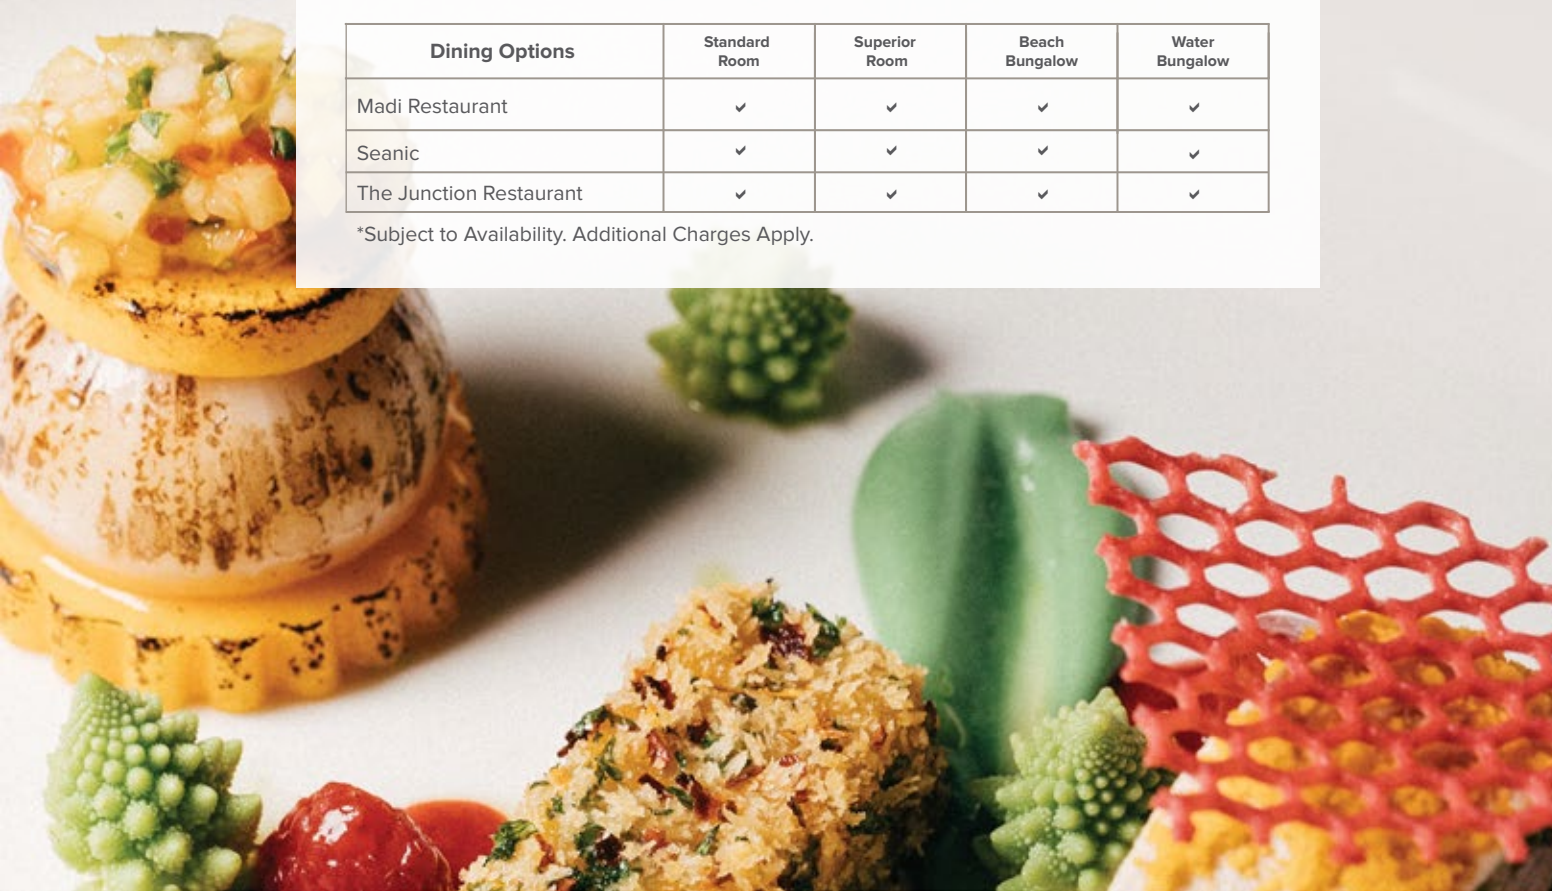 Dining Options Standard Room Superior Room Beach Bungalow Water Bungalow
Madi Restaurant ✓ ✓ ✓ ✓
Seanic ✓ ✓ ✓ ✓
The Junction Restaurant ✓ ✓ ✓ ✓
*Subject to Availability. Additional Charges Apply.